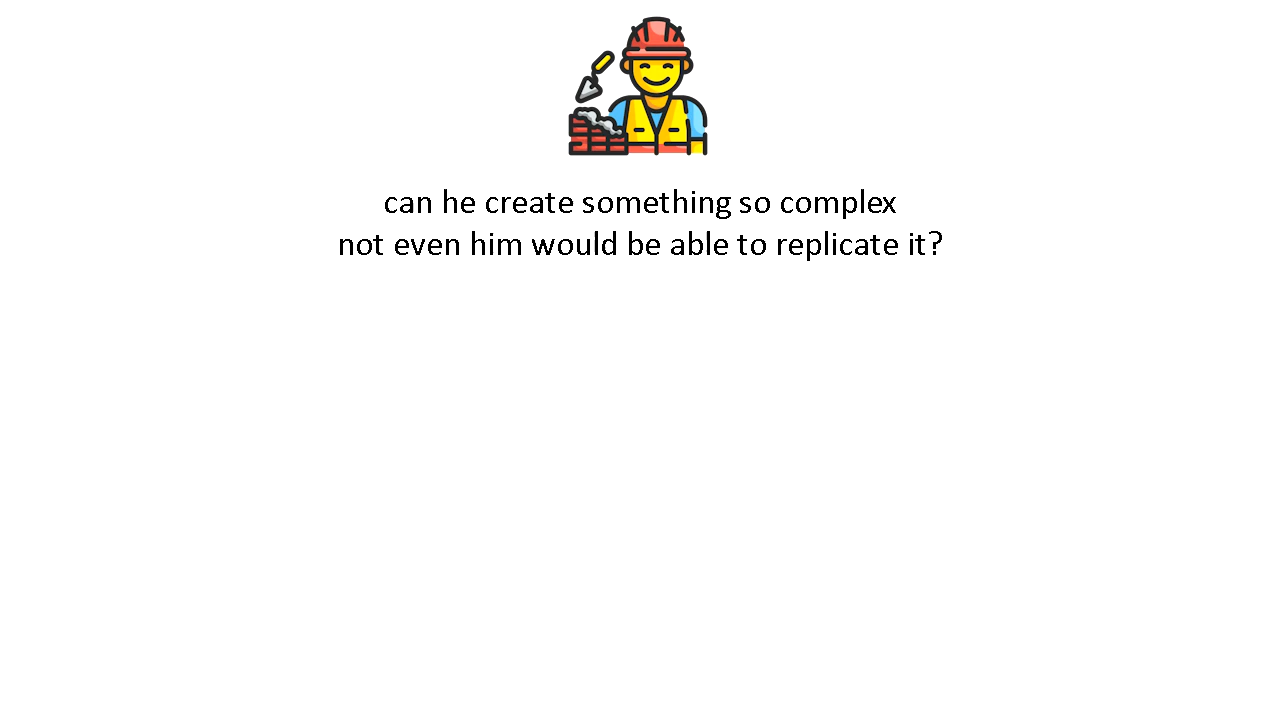 can he create something so complex
not even him would be able to replicate it?